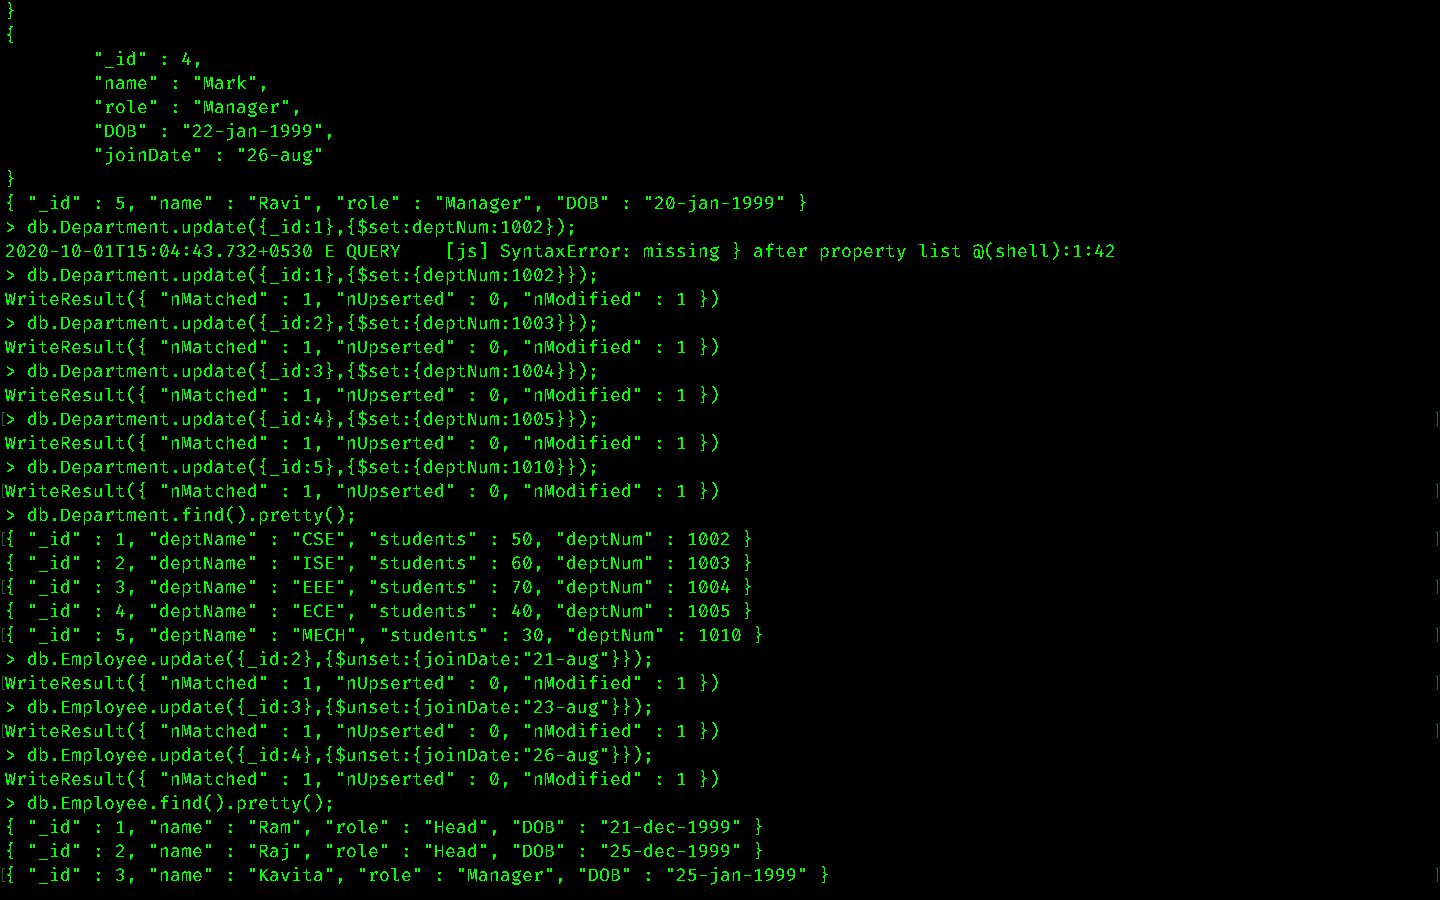 }
{
        "_id" : 4,
        "name" : "Mark",
        "role" : "Manager",
        "DOB" : "22-jan-1999",
        "joinDate" : "26-aug"
}
{ "_id" : 5, "name" : "Ravi", "role" : "Manager", "DOB" : "20-jan-1999" }
> db.Department.update({_id:1},{$set:deptNum:1002});
2020-10-01T15:04:43.732+0530 E QUERY    [js] SyntaxError: missing } after property list @(shell):1:42
> db.Department.update({_id:1},{$set:{deptNum:1002}});
WriteResult({ "nMatched" : 1, "nUpserted" : 0, "nModified" : 1 })
> db.Department.update({_id:2},{$set:{deptNum:1003}});
WriteResult({ "nMatched" : 1, "nUpserted" : 0, "nModified" : 1 })
> db.Department.update({_id:3},{$set:{deptNum:1004}});
WriteResult({ "nMatched" : 1, "nUpserted" : 0, "nModified" : 1 })
> db.Department.update({_id:4},{$set:{deptNum:1005}});
WriteResult({ "nMatched" : 1, "nUpserted" : 0, "nModified" : 1 })
> db.Department.update({_id:5},{$set:{deptNum:1010}});
WriteResult({ "nMatched" : 1, "nUpserted" : 0, "nModified" : 1 })
> db.Department.find().pretty();
{ "_id" : 1, "deptName" : "CSE", "students" : 50, "deptNum" : 1002 }
{ "_id" : 2, "deptName" : "ISE", "students" : 60, "deptNum" : 1003 }
{ "_id" : 3, "deptName" : "EEE", "students" : 70, "deptNum" : 1004 }
{ "_id" : 4, "deptName" : "ECE", "students" : 40, "deptNum" : 1005 }
{ "_id" : 5, "deptName" : "MECH", "students" : 30, "deptNum" : 1010 }
> db.Employee.update({_id:2},{$unset:{joinDate:"21-aug"}});
WriteResult({ "nMatched" : 1, "nUpserted" : 0, "nModified" : 1 })
> db.Employee.update({_id:3},{$unset:{joinDate:"23-aug"}});
WriteResult({ "nMatched" : 1, "nUpserted" : 0, "nModified" : 1 })
> db.Employee.update({_id:4},{$unset:{joinDate:"26-aug"}});
WriteResult({ "nMatched" : 1, "nUpserted" : 0, "nModified" : 1 })
> db.Employee.find().pretty();
{ "_id" : 1, "name" : "Ram", "role" : "Head", "DOB" : "21-dec-1999" }
{ "_id" : 2, "name" : "Raj", "role" : "Head", "DOB" : "25-dec-1999" }
{ "_id" : 3, "name" : "Kavita", "role" : "Manager", "DOB" : "25-jan-1999" }